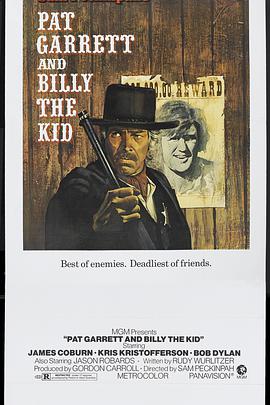 PAT
GARRETT
AND
BILLY
THE
KID
REWARD
Best of enemies. Deadliest of friends.
MGM Presents
"PAT GARRETT AND BILLY THE KID"
Starring
JAMES COBURN · KRIS KRISTOFFERSON · BOB DYLAN
Also Starring JASON ROBARDS · Written by RUDY WURLITZER
Produced by GORDON CARROLL · Directed by SAM PECKINPAH
R RESTRICTED METROCOLOR PANAVISION® MGM